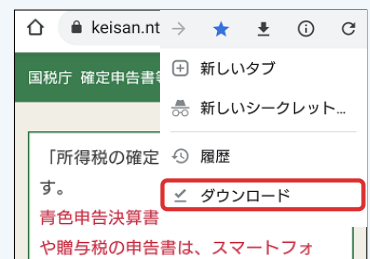 keisan.nt
国税庁 確定申告書
新しいタブ
新しいシークレット...
「所得税の確定
履歴
す。
ダウンロード
青色申告決算書
や贈与税の申告書は、スマートフォ